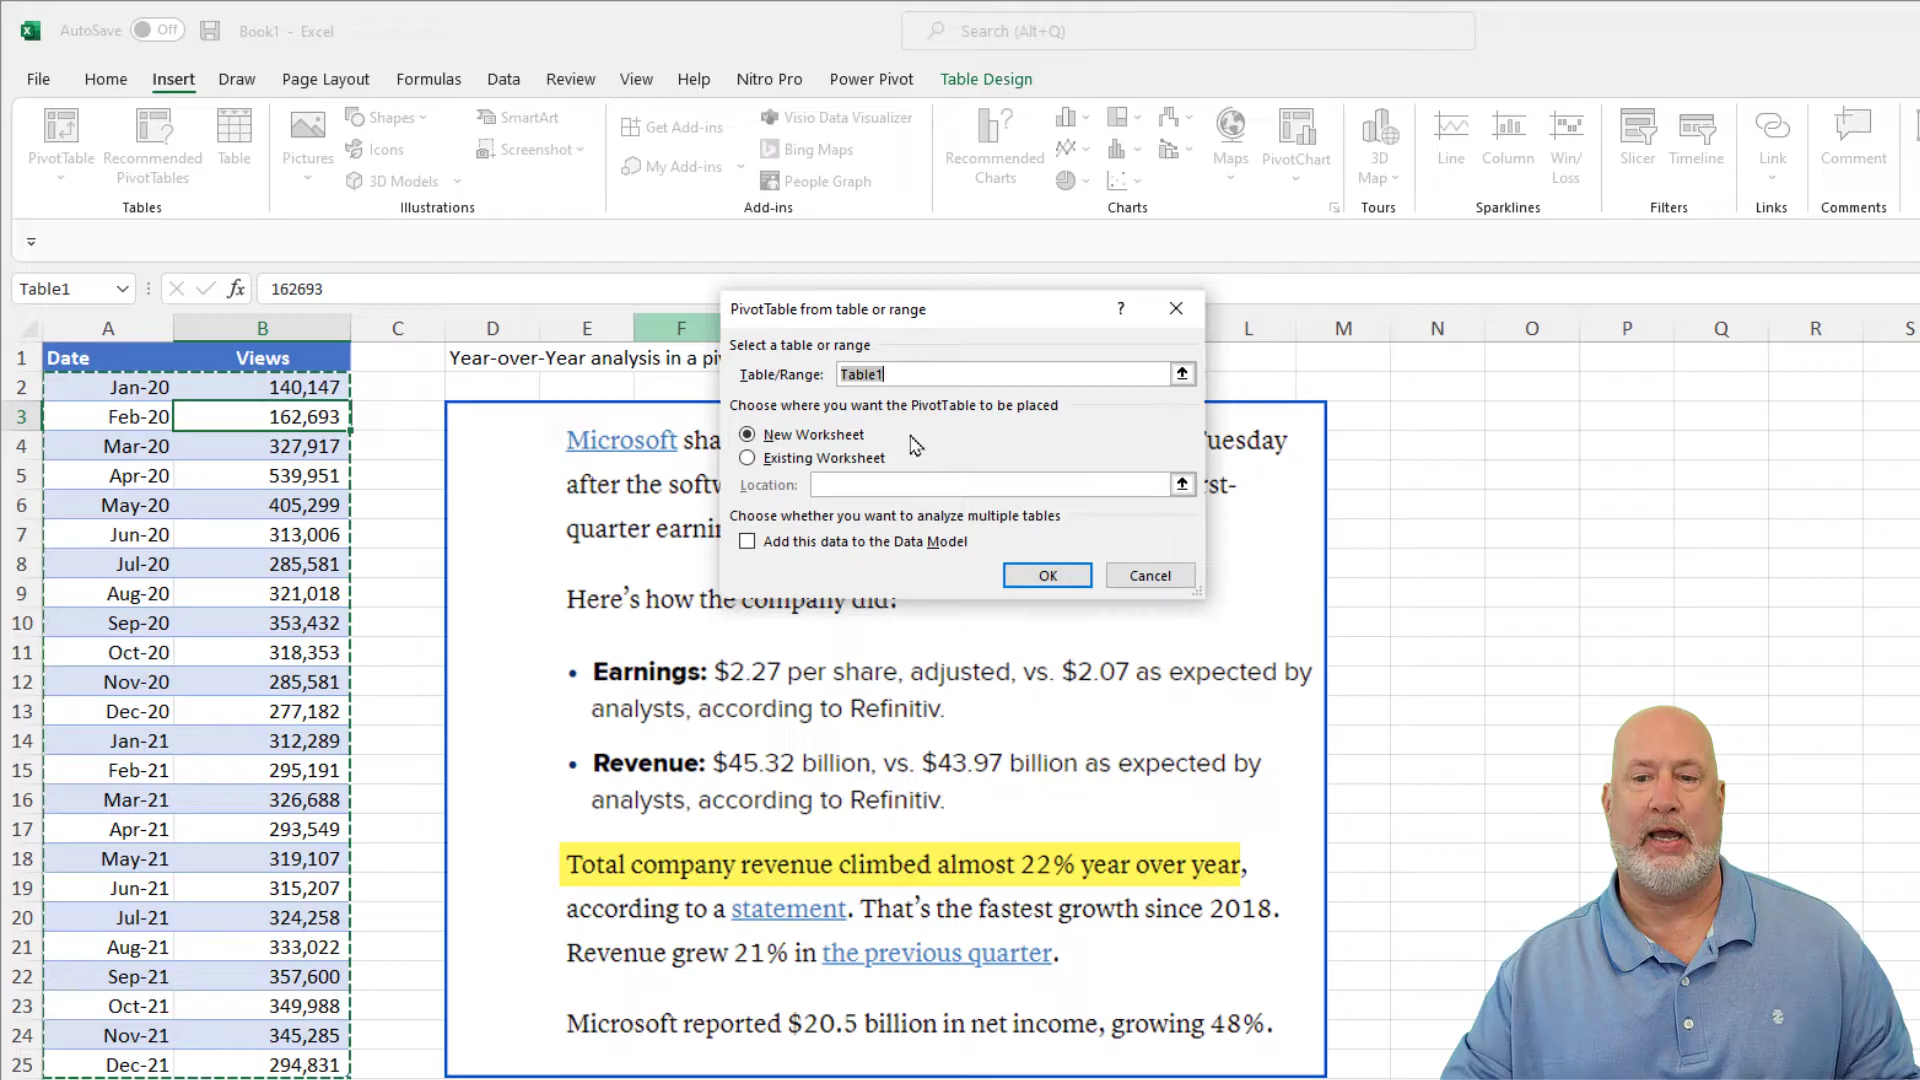 AutoSave Off Book1 - Excel Search (Alt+Q)
File Home Insert Draw Page Layout Formulas Data Review View Help Nitro Pro Power Pivot Table Design
PivotTable Recommended PivotTables Table Pictures Shapes Icons 3D Models SmartArt Screenshot Get Add-ins My Add-ins Visio Data Visualizer Bing Maps People Graph Recommended Charts Maps PivotChart 3D Map Line Column Win/Loss Slicer Timeline Link Comment
Tables Illustrations Add-ins Charts Tours Sparklines Filters Links Comments
Table1 fx 162693
A B C D E F L M N O P Q R S
1 Date Views Year-over-Year analysis in a
2 Jan-20 140,147
3 Feb-20 162,693
4 Mar-20 327,917
5 Apr-20 539,951
6 May-20 405,299
7 Jun-20 313,006
8 Jul-20 285,581
9 Aug-20 321,018
10 Sep-20 353,432
11 Oct-20 318,353
12 Nov-20 285,581
13 Dec-20 277,182
14 Jan-21 312,289
15 Feb-21 295,191
16 Mar-21 326,688
17 Apr-21 293,549
18 May-21 319,107
19 Jun-21 315,207
20 Jul-21 324,258
21 Aug-21 333,022
22 Sep-21 357,600
23 Oct-21 349,988
24 Nov-21 345,285
25 Dec-21 294,831
PivotTable from table or range ?
Select a table or range
Table/Range: Table1
Choose where you want the PivotTable to be placed
New Worksheet
Existing Worksheet
Location:
Choose whether you want to analyze multiple tables
Add this data to the Data Model
OK Cancel
Microsoft
after the
quarter
Here's how the company did:
• Earnings: $2.27 per share, adjusted, vs. $2.07 as expected by
analysts, according to Refinitiv.
• Revenue: $45.32 billion, vs. $43.97 billion as expected by
analysts, according to Refinitiv.
Total company revenue climbed almost 22% year over year,
according to a statement. That's the fastest growth since 2018.
Revenue grew 21% in the previous quarter.
Microsoft reported $20.5 billion in net income, growing 48%.